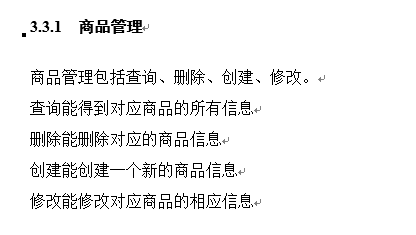 3.3.1 商品管理
商品管理包括查询、删除、创建、修改。
查询能得到对应商品的所有信息
删除能删除对应的商品信息
创建能创建一个新的商品信息
修改能修改对应商品的相应信息